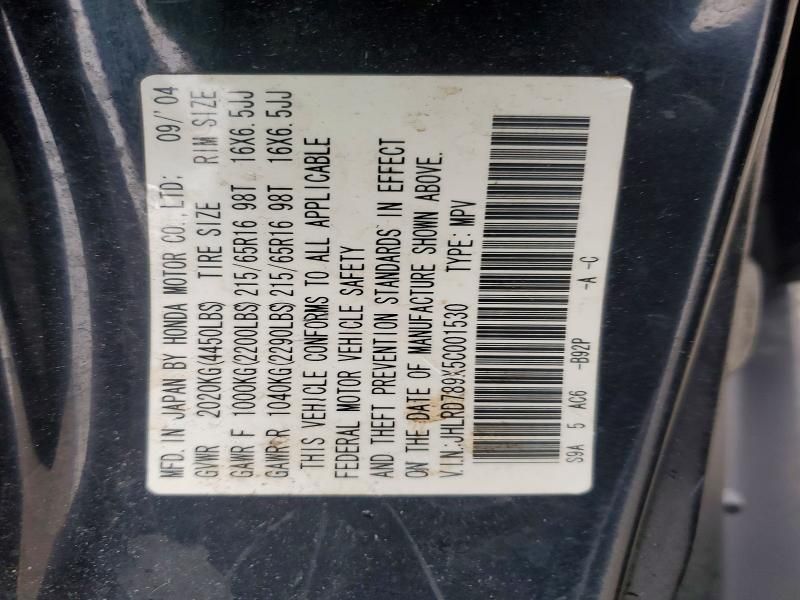 MFD. IN JAPAN BY HONDA MOTOR CO., LTD; 09/'04
GVWR 2020KG(4450LBS) TIRE SIZE RIM SIZE
GAWR F 1000KG(2200LBS) 215/65R16 98T 16X6.5JJ
GAWR R 1040KG(2290LBS) 215/65R16 98T 16X6.5JJ
THIS VEHICLE CONFORMS TO ALL APPLICABLE
FEDERAL MOTOR VEHICLE SAFETY
AND THEFT PREVENTION STANDARDS IN EFFECT
ON THE DATE OF MANUFACTURE SHOWN ABOVE.
V.I.N.:JHLRD789X5C001530 TYPE: MPV
S9A 5 AC6 -B92P -A -C